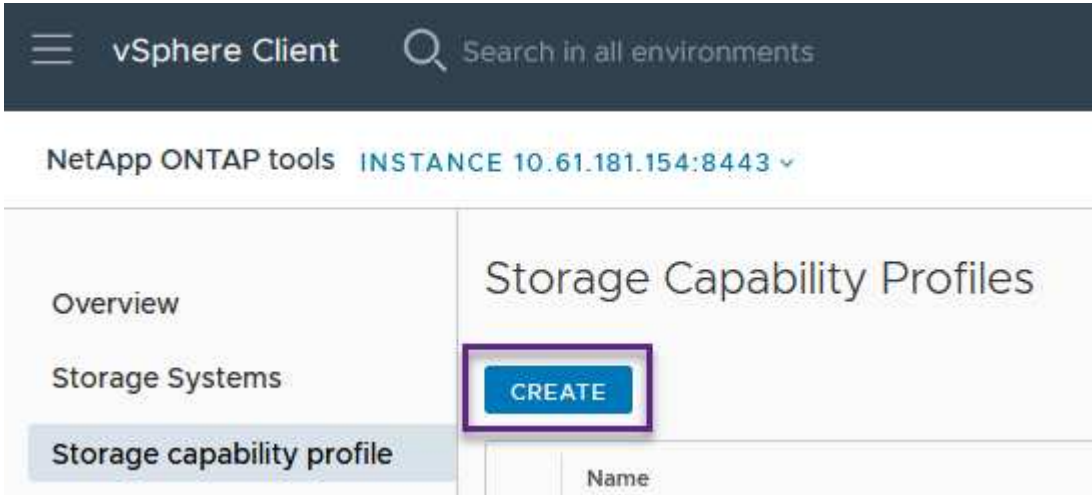 vSphere Client Search in all environments
NetApp ONTAP tools INSTANCE 10.61.181.154:8443
Overview
Storage Systems
Storage capability profile
Storage Capability Profiles
CREATE
Name